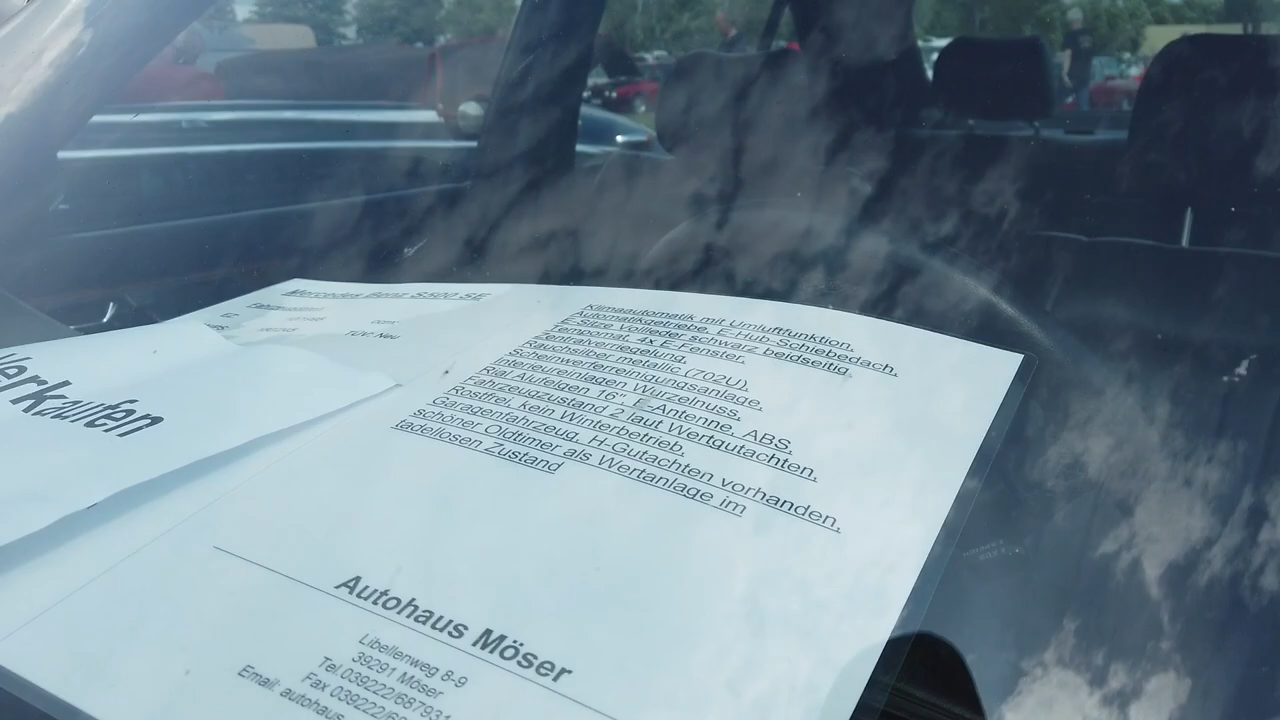 Mercedes Benz S500 SE
TÜV: Neu
Verkaufen
Klimaautomatik mit Umluftfunktion,
Automatikgetriebe, E-Hub-Schiebedach,
E-Sitze Vollleder schwarz beidseitig,
Tempomat, 4x E-Fenster,
Zentralverriegelung,
Rauchsilber metallic (702U),
Scheinwerferreinigungsanlage,
Interieureinlagen Wurzelnuss,
Rial Alufelgen 16" E-Antenne, ABS,
Fahrzeugzustand 2 laut Wertgutachten,
Rostfrei, kein Winterbetrieb,
Garagenfahrzeug, H-Gutachten vorhanden,
schöner Oldtimer als Wertanlage im
tadellosen Zustand
Autohaus Möser
Libellenweg 8-9
39291 Möser
Tel.039222/687931
Fax 039222/68
Email: autohaus